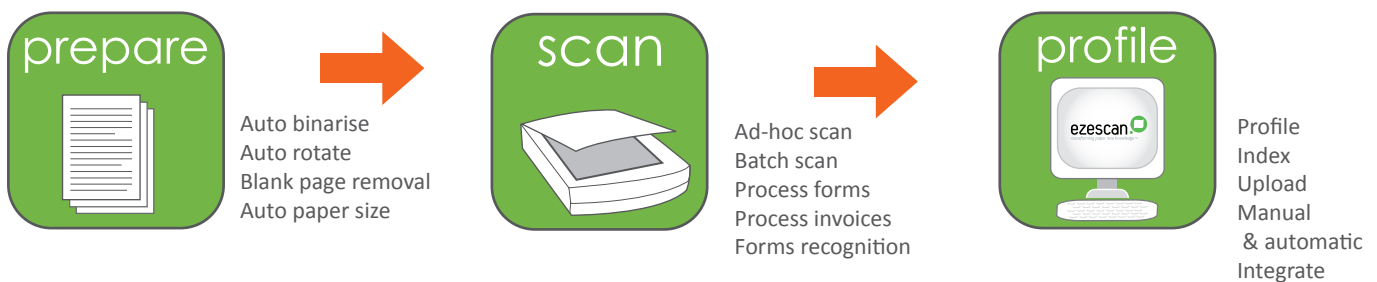 prepare
Auto binarise
Auto rotate
Blank page removal
Auto paper size
scan
Ad-hoc scan
Batch scan
Process forms
Process invoices
Forms recognition
profile
ezescan
Profile
Index
Upload
Manual
& automatic
Integrate